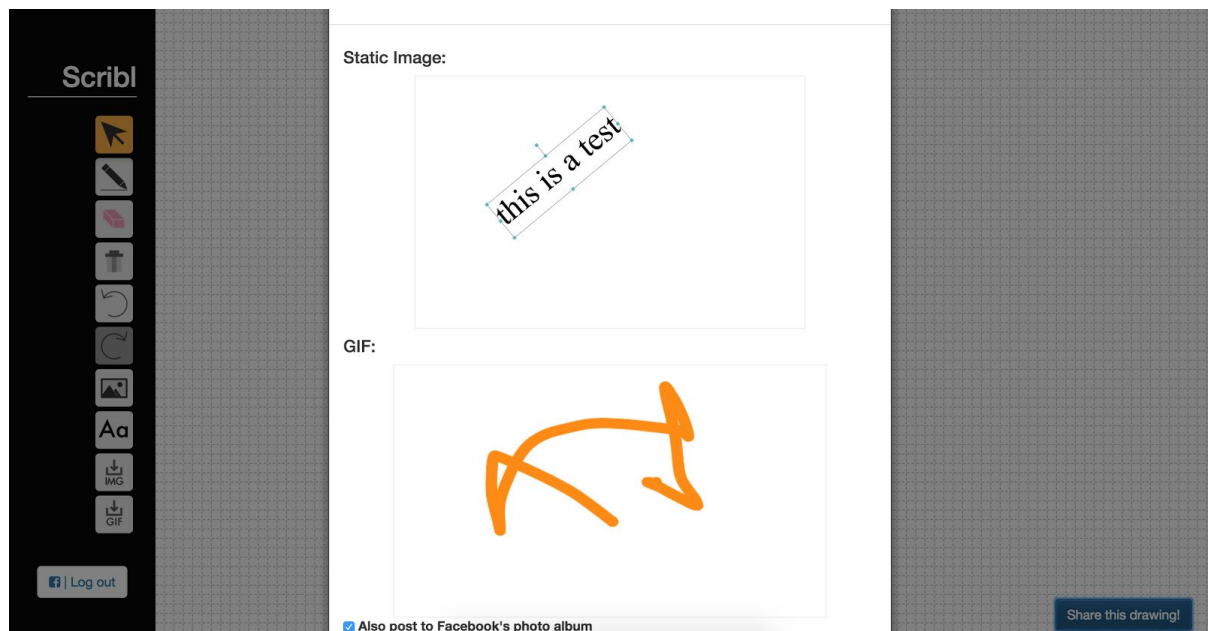 Scribl
Static Image:
this is a test
GIF:
Aa
IMG
GIF
| Log out
Also post to Facebook's photo album
Share this drawing!